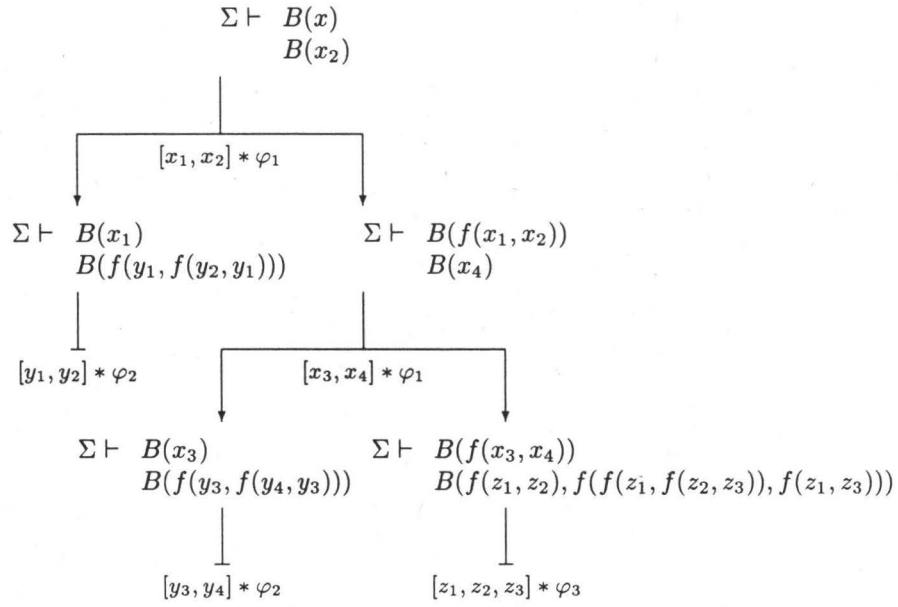 Σ ⊢ B(x)
B(x₂)
[x₁, x₂] ∗ φ₁
Σ ⊢ B(x₁)
B(f(y₁, f(y₂, y₁)))
Σ ⊢ B(f(x₁, x₂))
B(x₄)
[y₁, y₂] ∗ φ₂
[x₃, x₄] ∗ φ₁
Σ ⊢ B(x₃)
B(f(y₃, f(y₄, y₃)))
Σ ⊢ B(f(x₃, x₄))
B(f(z₁, z₂), f(f(z₁, f(z₂, z₃)), f(z₁, z₃)))
[y₃, y₄] ∗ φ₂
[z₁, z₂, z₃] ∗ φ₃